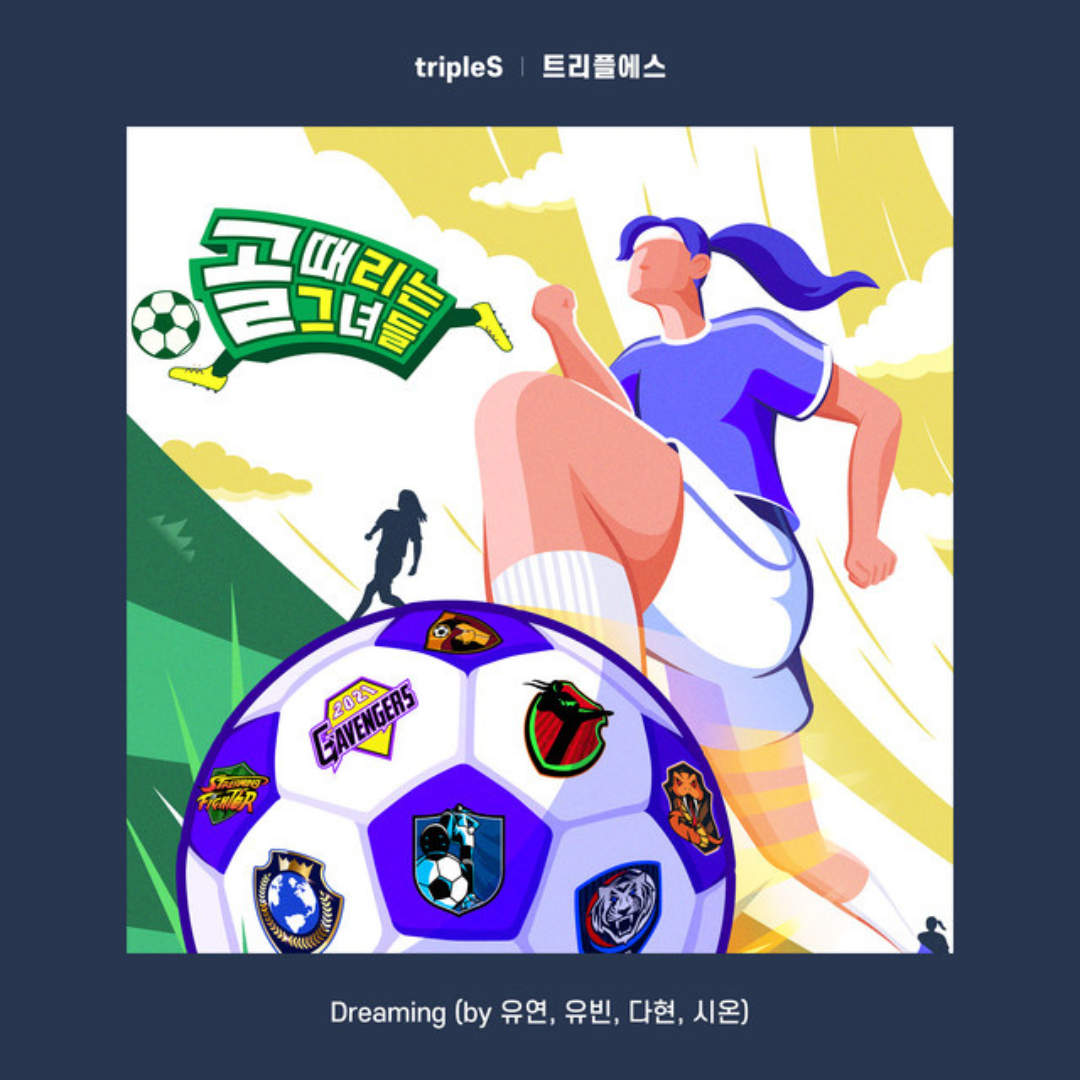 tripleS | 트리플에스
골때리는
그녀들
2021
GAVENGERS
STREAMING
FIGHTER
Dreaming (by 유연, 유빈, 다현, 시온)